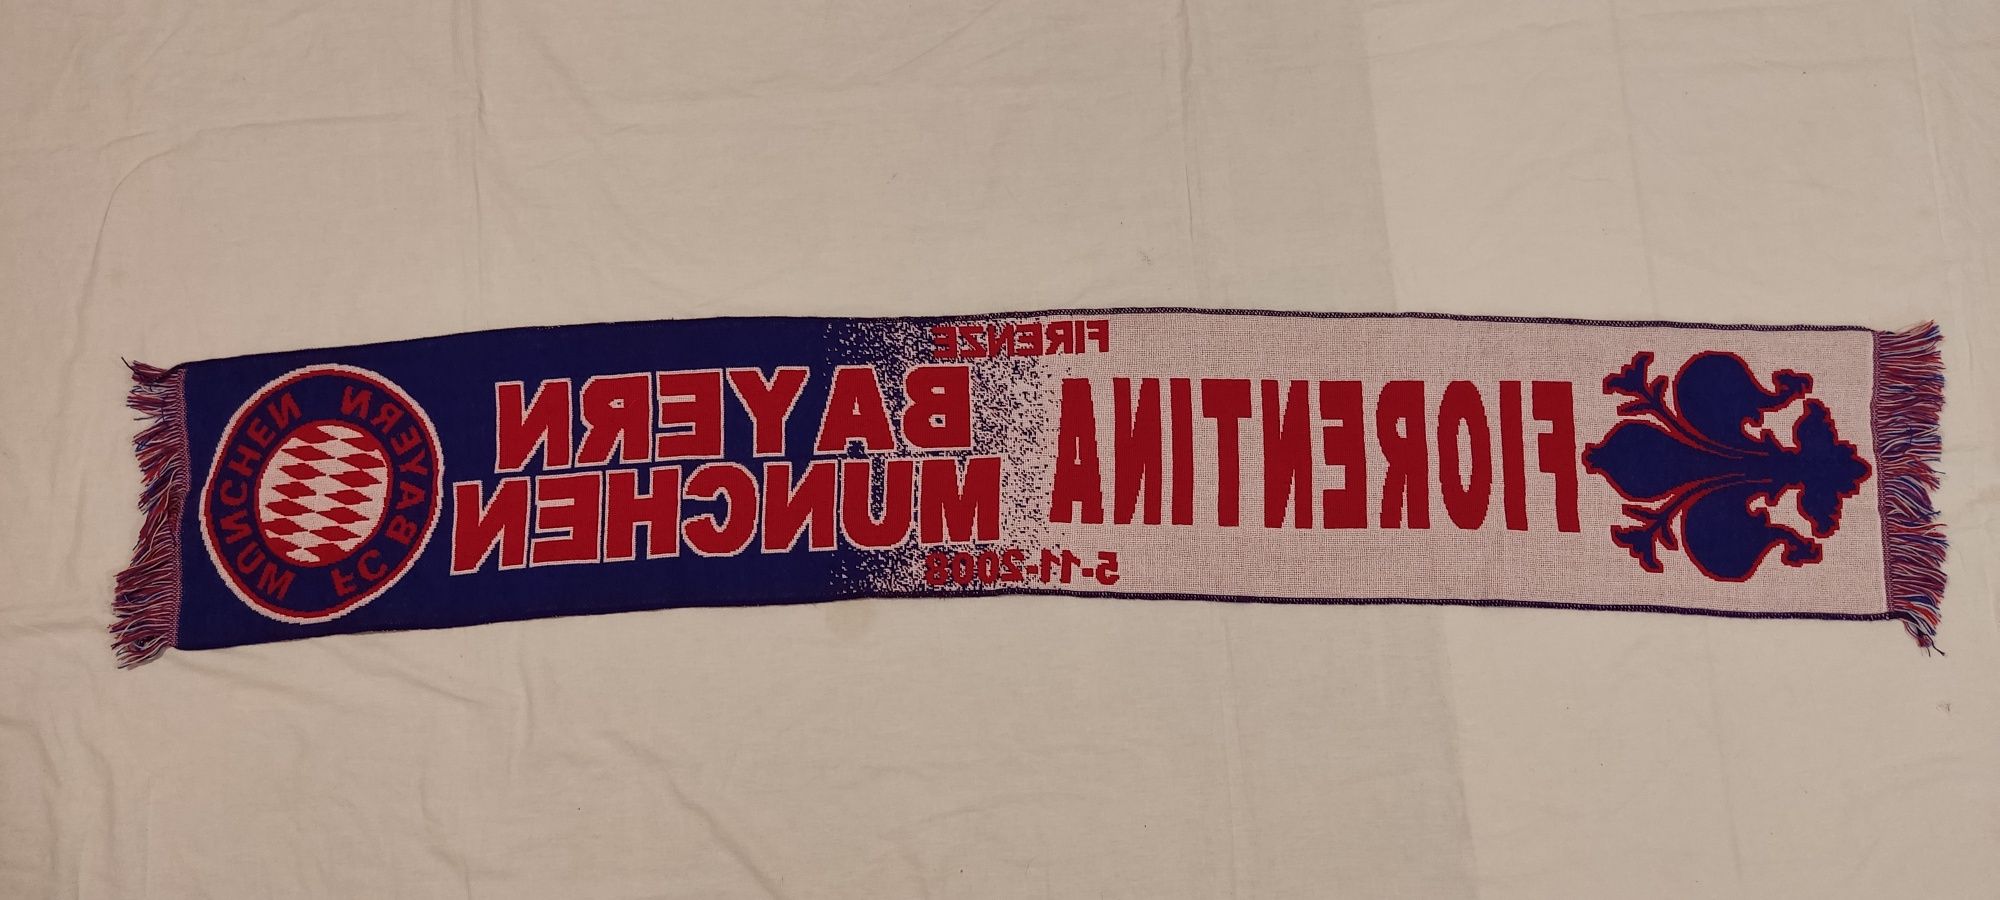 FIRENZE
FIORENTINA
BAYERN
MUNCHEN
5-11-2008
FC BAYERN MUNCHEN